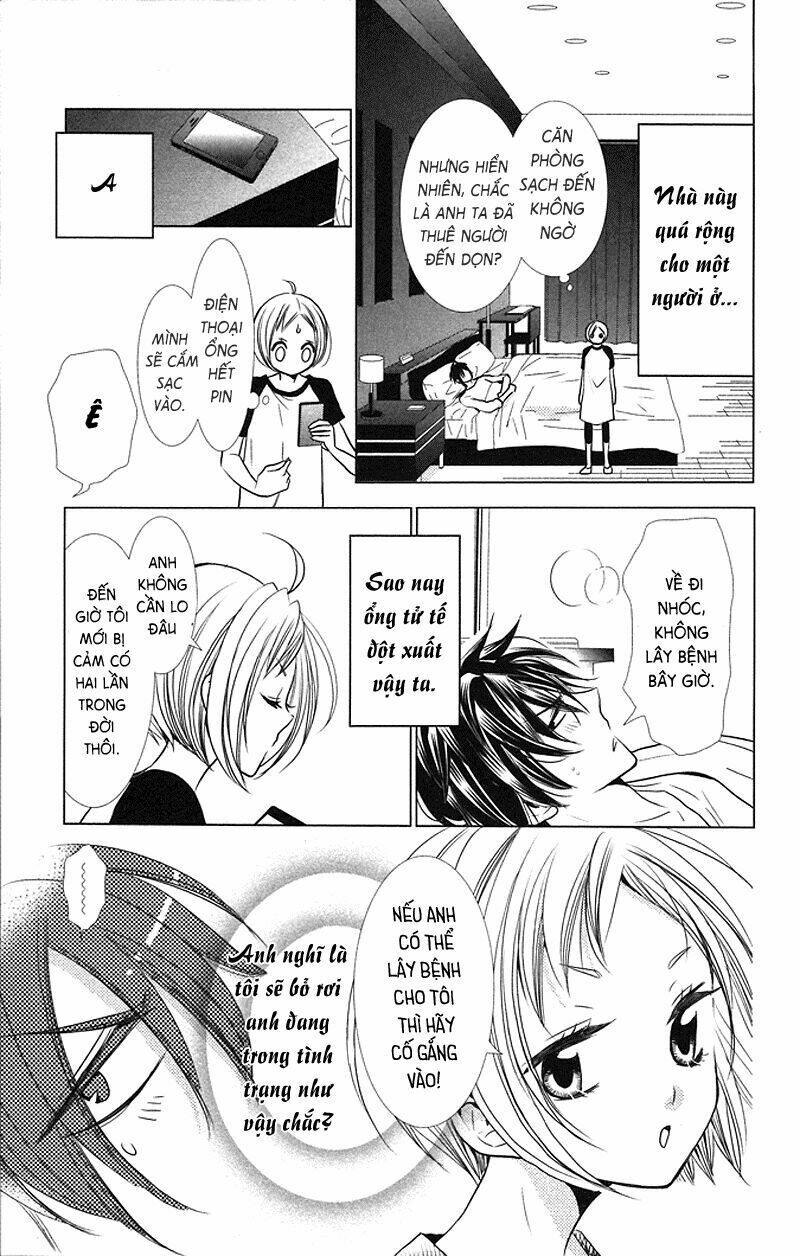 Nhà này
quá rộng
cho một
người ở...
CĂN
PHÒNG
SẠCH ĐẾN
KHÔNG
NGỜ
NHƯNG HIỂN
NHIÊN, CHẮC
LÀ ANH TA ĐÃ
THUÊ NGƯỜI
ĐẾN DỌN?
A
ĐIỆN
THOẠI
ỔNG
HẾT
PIN
MÌNH
SẼ CẮM
SẠC
VÀO.
Ê
VỀ ĐI
NHÓC,
KHÔNG
LÂY BỆNH
BÂY GIỜ.
Sao nay
ổng tử tế
đột xuất
vậy ta.
ANH
KHÔNG
CẦN LO
ĐÂU
ĐẾN
GIỜ TÔI
MỚI BỊ
CẢM CÓ
HAI LẦN
TRONG
ĐỜI
THÔI.
NẾU ANH
CÓ THỂ
LÂY BỆNH
CHO TÔI
THÌ HÃY
CỐ GẮNG
VÀO!
Anh nghĩ là
tôi sẽ bỏ rơi
anh đang
trong tình
trạng như
vậy chắc?